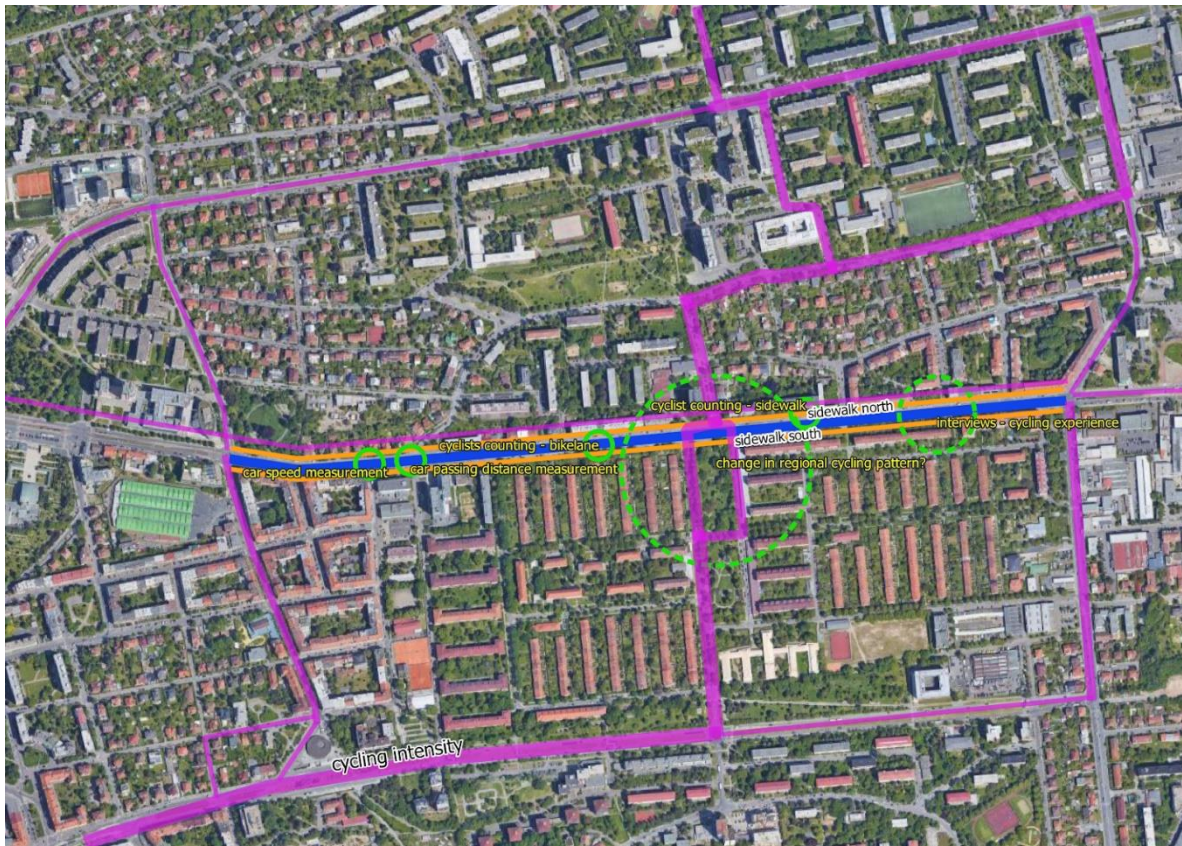 cyclist counting - sidewalk
sidewalk north
cyclists counting - bikelane
sidewalk south
interviews - cycling experience
car speed measurement
car passing distance measurement
change in regional cycling pattern?
cycling intensity